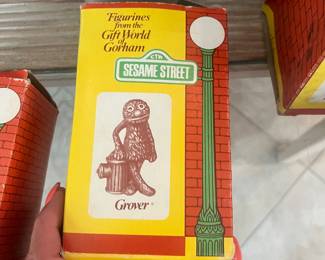 Figurines
from the
Gift World
of
Gorham
CTW
SESAME STREET
Grover®